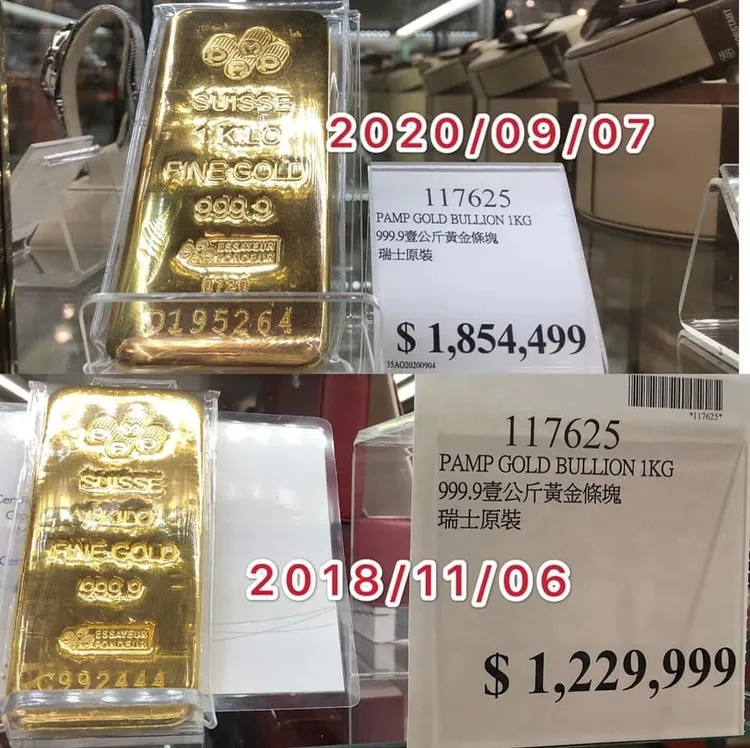 SUISSE
1 KILO
FINE GOLD
999.9
ESSAYEUR
FONDEUR
0720
D195264
2020/09/07
117625
PAMP GOLD BULLION 1KG
999.9壹公斤黃金條塊
瑞士原裝
$ 1,854,499
35AO20200904
SUISSE
1 KILO
FINE GOLD
999.9
ESSAYEUR
FONDEUR
C992444
2018/11/06
*117625*
117625
PAMP GOLD BULLION 1KG
999.9壹公斤黃金條塊
瑞士原裝
$ 1,229,999